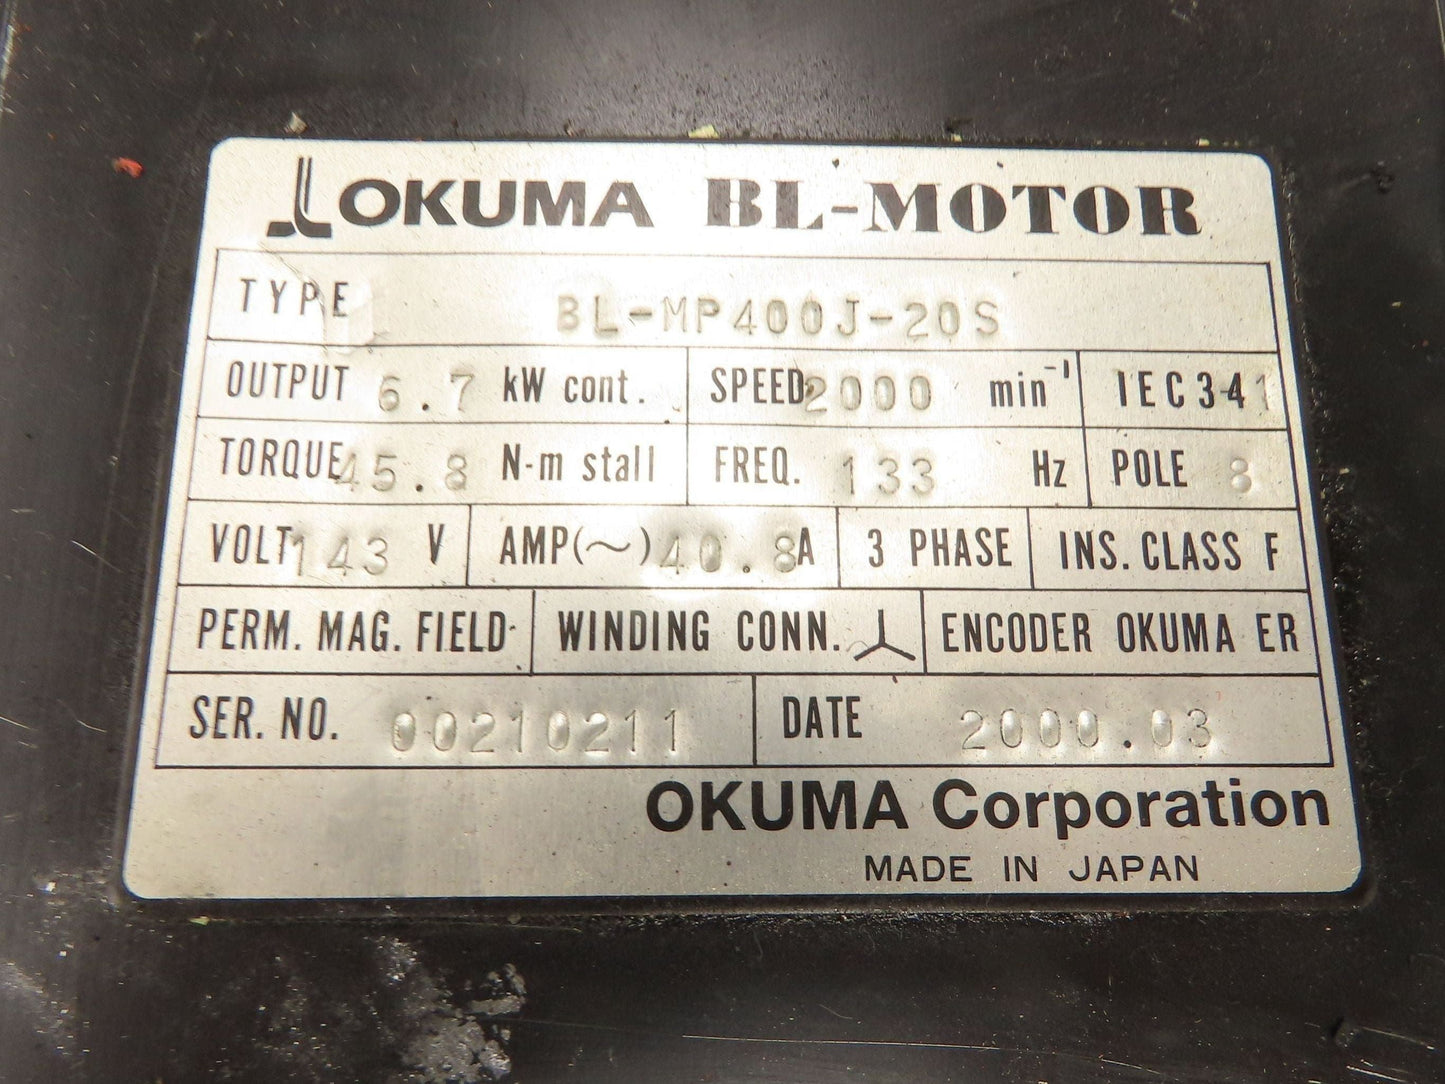 OKUMA BL-MOTOR
TYPE BL-MP400J-20S
OUTPUT 6.7 kW cont. SPEED 2000 min⁻¹ IEC34 1
TORQUE 45.8 N-m stall FREQ. 133 Hz POLE 8
VOLT 143 V AMP(~) 40.8 A 3 PHASE INS. CLASS F
PERM. MAG. FIELD WINDING CONN. ENCODER OKUMA ER
SER. NO. 00210211 DATE 2000.03
OKUMA Corporation
MADE IN JAPAN